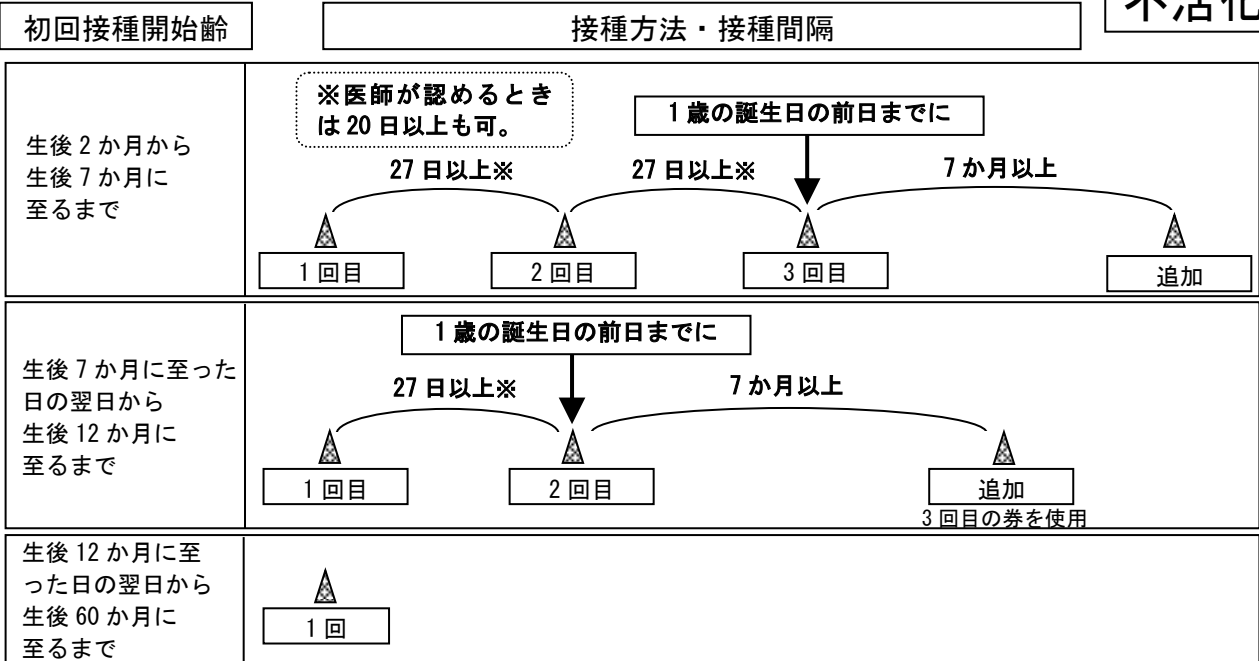 初回接種開始齢
接種方法・接種間隔
不活化
生後2か月から
生後7か月に
至るまで
※医師が認めるとき
は20日以上も可。
1歳の誕生日の前日までに
27日以上※
27日以上※
7か月以上
1回目
2回目
3回目
追加
生後7か月に至った
日の翌日から
生後12か月に
至るまで
1歳の誕生日の前日までに
27日以上※
7か月以上
1回目
2回目
追加
3回目の券を使用
生後12か月に至
った日の翌日から
生後60か月に
至るまで
1回